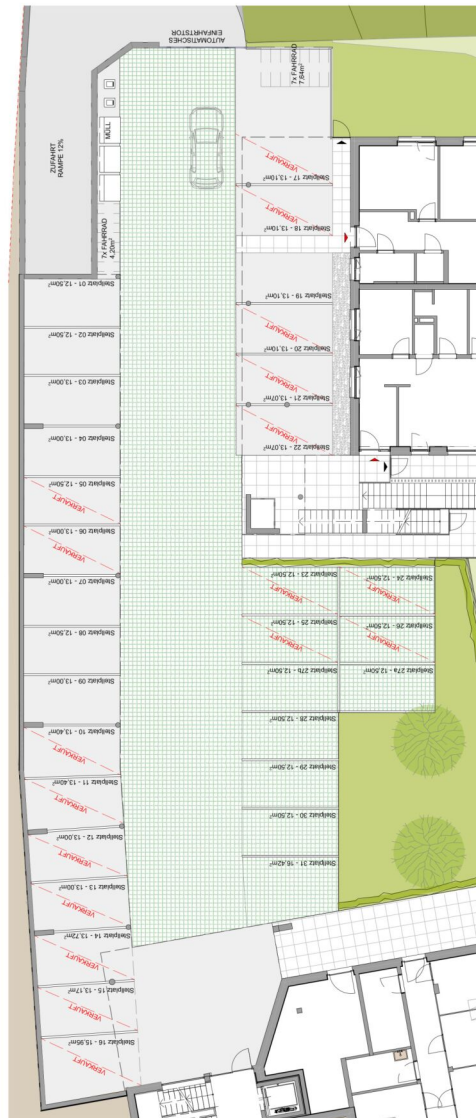 AUTOMATISCHES
EINFAHRTSTOR
ZUFAHRT
RAMPE 12%
MÜLL
7x FAHRRAD
4,20m²
7x FAHRRAD
7,64m²
Stellplatz 01 - 12,50m²
Stellplatz 02 - 12,50m²
Stellplatz 03 - 13,00m²
Stellplatz 04 - 13,00m²
Stellplatz 05 - 12,50m²
VERKAUFT
Stellplatz 06 - 13,00m²
VERKAUFT
Stellplatz 07 - 13,00m²
Stellplatz 08 - 12,50m²
Stellplatz 09 - 13,00m²
Stellplatz 10 - 13,40m²
VERKAUFT
Stellplatz 11 - 13,40m²
VERKAUFT
Stellplatz 12 - 13,00m²
VERKAUFT
Stellplatz 13 - 13,00m²
VERKAUFT
Stellplatz 14 - 13,72m²
VERKAUFT
Stellplatz 15 - 13,17m²
VERKAUFT
Stellplatz 16 - 15,95m²
VERKAUFT
VERKAUFT
Stellplatz 17 - 13,10m²
VERKAUFT
Stellplatz 18 - 13,10m²
Stellplatz 19 - 13,10m²
VERKAUFT
Stellplatz 20 - 13,10m²
VERKAUFT
Stellplatz 21 - 13,07m²
VERKAUFT
Stellplatz 22 - 13,07m²
Stellplatz 23 - 12,50m²
VERKAUFT
Stellplatz 24 - 12,50m²
VERKAUFT
Stellplatz 25 - 12,50m²
VERKAUFT
Stellplatz 26 - 12,50m²
VERKAUFT
Stellplatz 27b - 12,50m²
Stellplatz 27a - 12,50m²
Stellplatz 28 - 12,50m²
Stellplatz 29 - 12,50m²
Stellplatz 30 - 12,50m²
Stellplatz 31 - 16,42m²